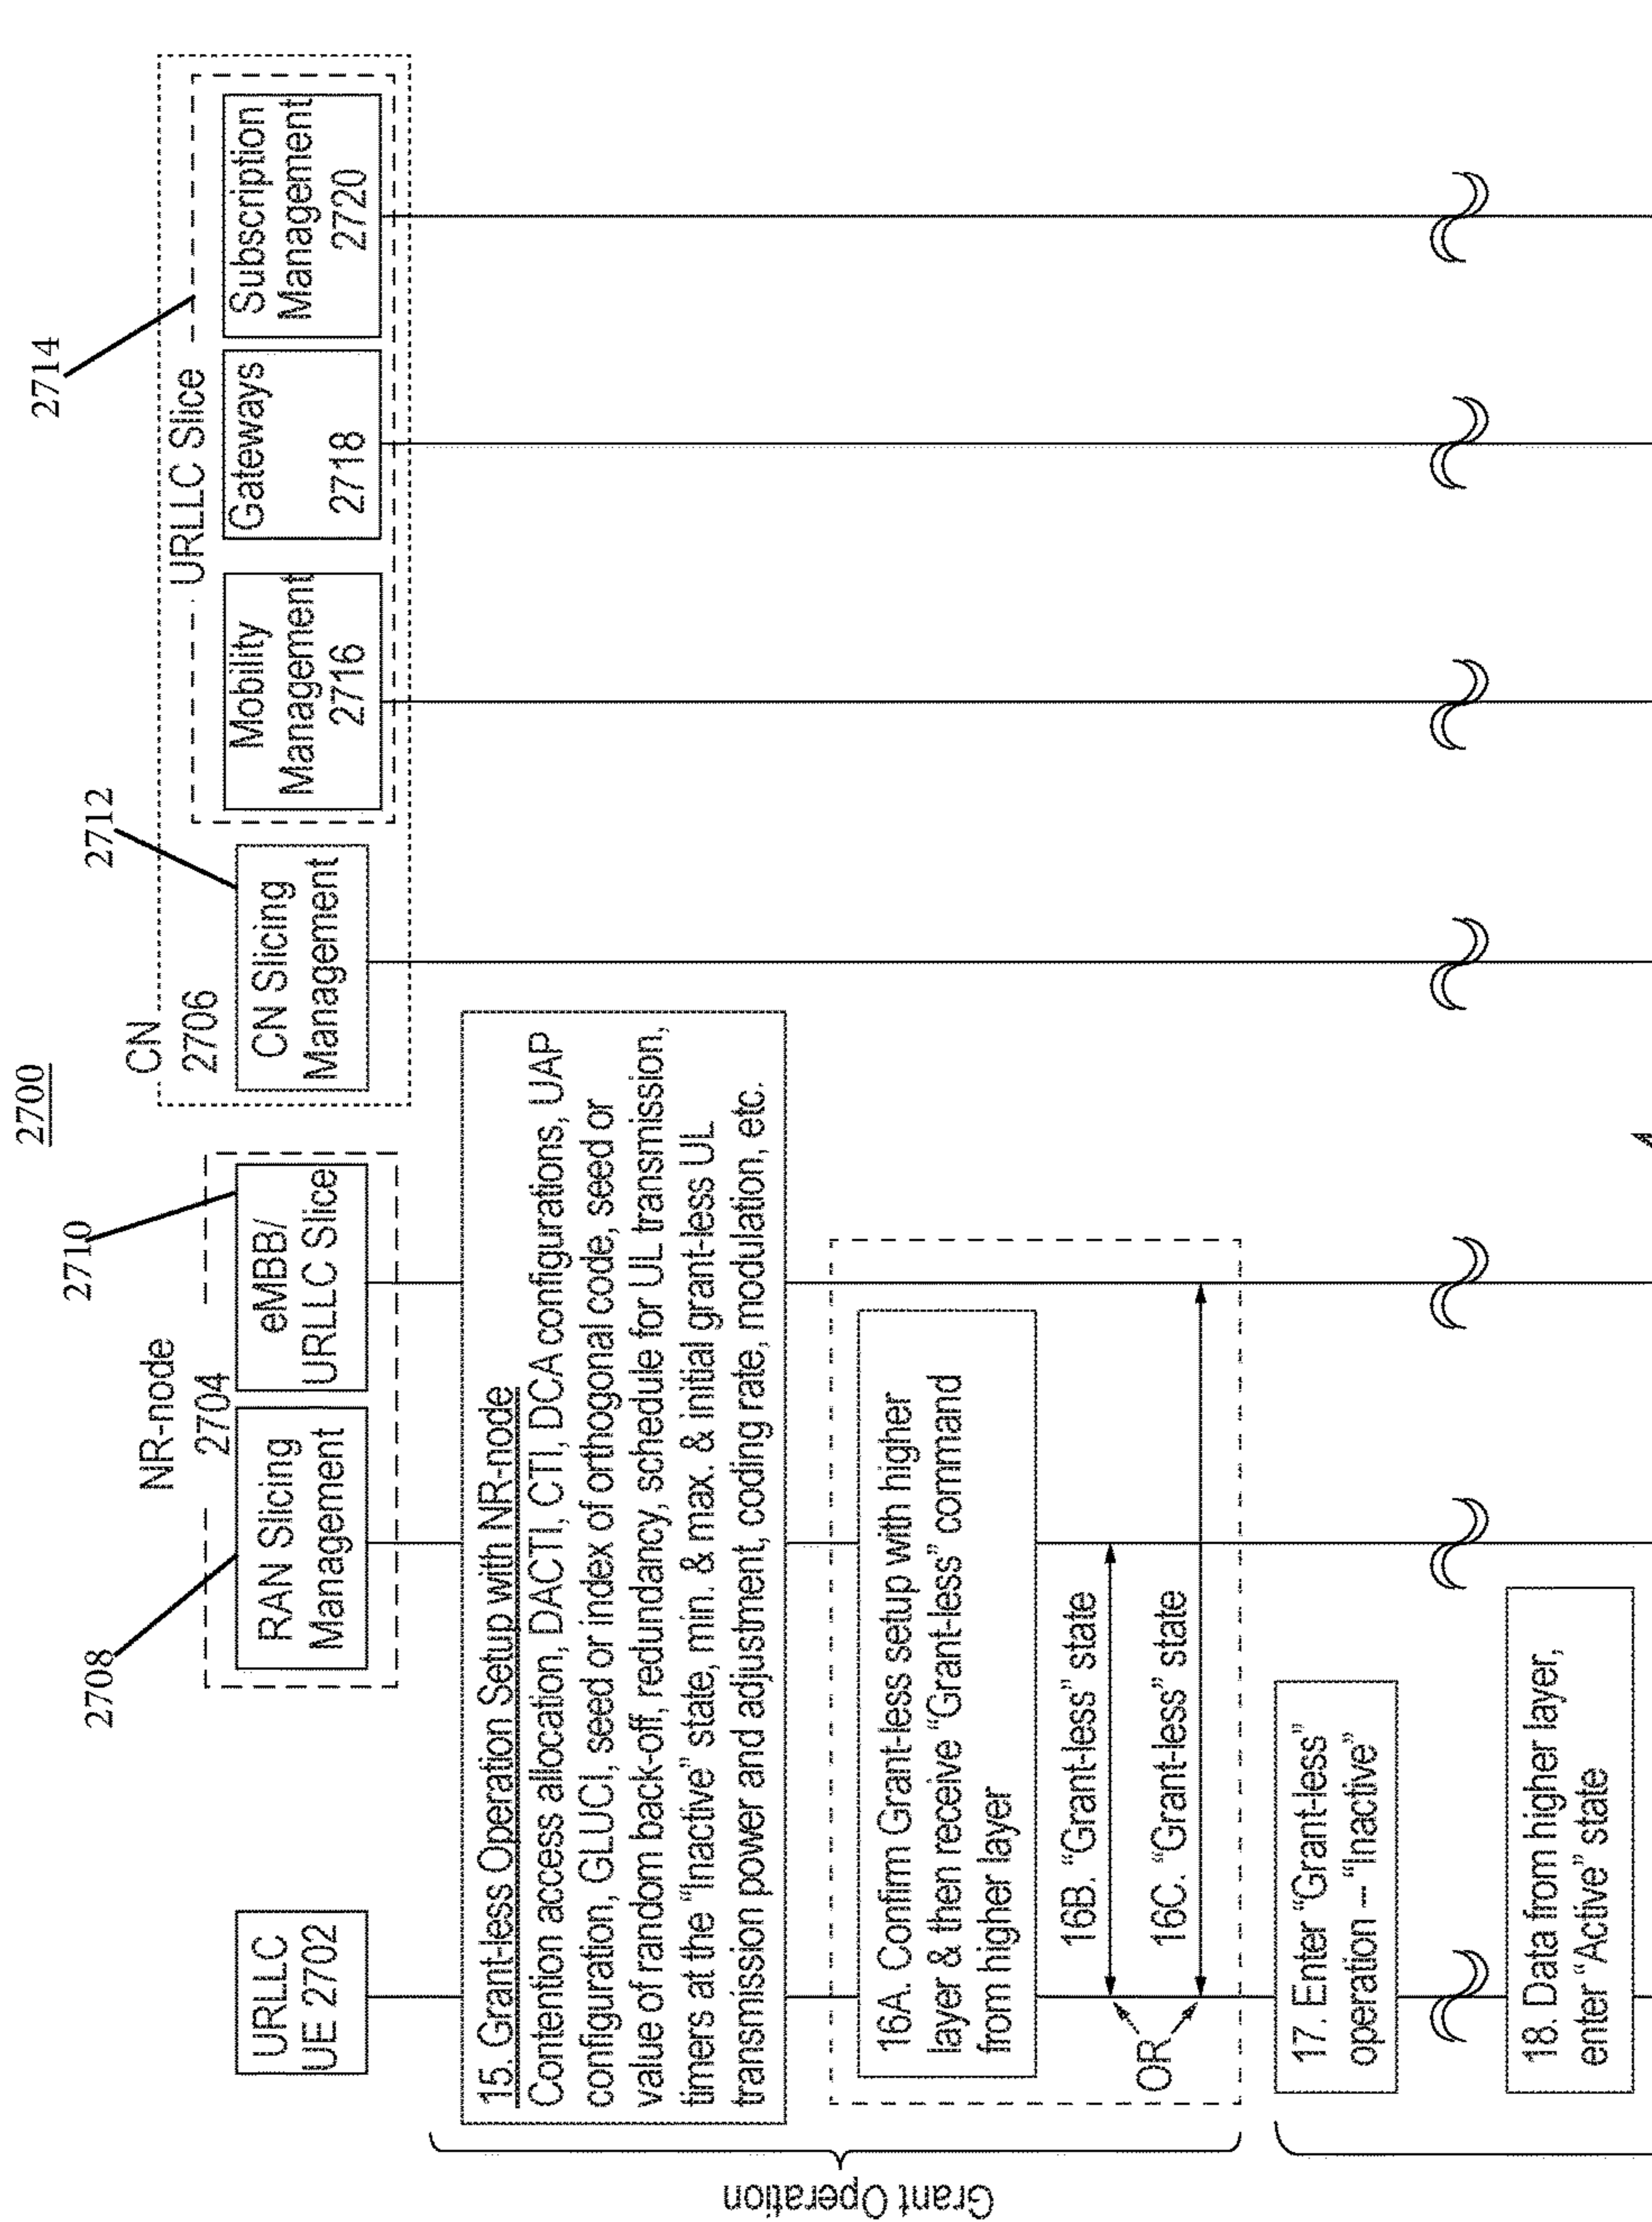 2700
CN
2706
2712
2714
URLLC Slice
NR-node
2704
2708
2710
URLLC
UE 2702
RAN Slicing
Management
eMBB/
URLLC Slice
CN Slicing
Management
Mobility
Management
2716
Gateways
2718
Subscription
Management
2720
15. Grant-less Operation Setup with NR-node
Contention access allocation, DACTI, CTI, DCA configurations, UAP
configuration, GLUCI, seed or index of orthogonal code, seed or
value of random back-off, redundancy, schedule for UL transmission,
timers at the "Inactive" state, min. & max. & initial grant-less UL
transmission power and adjustment, coding rate, modulation, etc.
16A. Confirm Grant-less setup with higher
layer & then receive "Grant-less" command
from higher layer
16B. "Grant-less" state
OR
16C. "Grant-less" state
Grant Operation
17. Enter "Grant-less"
operation – "Inactive"
18. Data from higher layer,
enter "Active" state